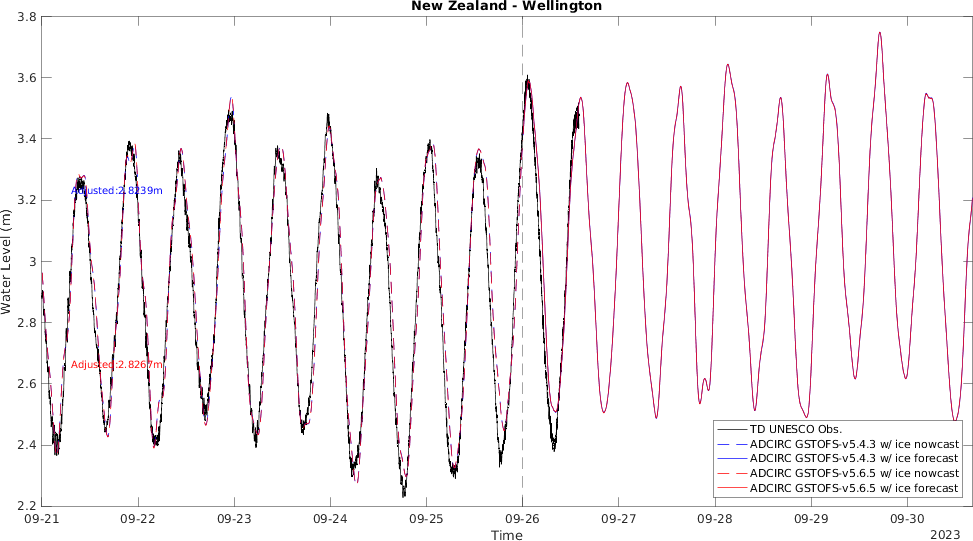 New Zealand - Wellington
3.8
3.6
3.4
3.2
3
2.8
2.6
2.4
2.2
Water Level (m)
Adjusted:2.8239m
Adjusted:2.8267m
TD UNESCO Obs.
ADCIRC GSTOFS-v5.4.3 w/ ice nowcast
ADCIRC GSTOFS-v5.4.3 w/ ice forecast
ADCIRC GSTOFS-v5.6.5 w/ ice nowcast
ADCIRC GSTOFS-v5.6.5 w/ ice forecast
09-21 09-22 09-23 09-24 09-25 09-26 09-27 09-28 09-29 09-30
Time
2023